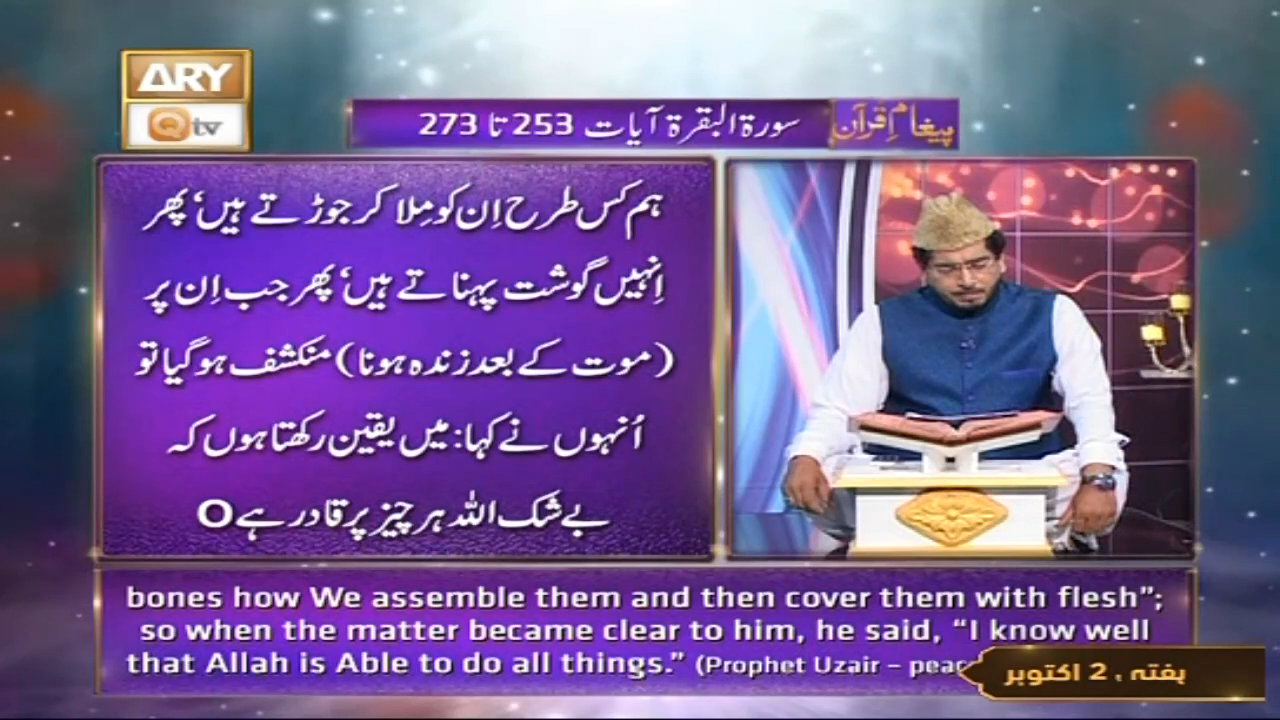 ARY
Qtv
پیغامِ قرآن
سورۃ البقرۃ آیات 253 تا 273
ہم کس طرح اِن کو مِلا کر جوڑتے ہیں‘ پھر
اِنہیں گوشت پہناتے ہیں‘ پھر جب اِن پر
(موت کے بعد زندہ ہونا) منکشف ہو گیا تو
اُنہوں نے کہا: میں یقین رکھتا ہوں کہ
بے شک اللہ ہر چیز پر قادر ہےO
bones how We assemble them and then cover them with flesh”;
so when the matter became clear to him, he said, “I know well
that Allah is Able to do all things.” (Prophet Uzair – peac
ہفتہ ، 2 اکتوبر